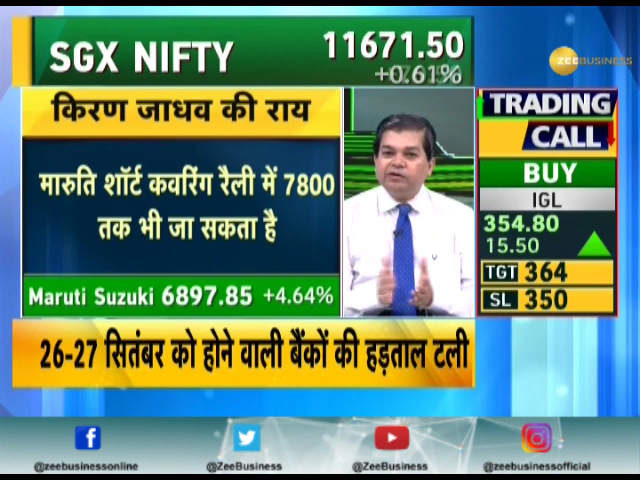 SGX NIFTY
11671.50
+0.61%
ZEEBUSINESS
किरण जाधव की राय
मारुति शॉर्ट कवरिंग रैली में 7800
तक भी जा सकता है
Maruti Suzuki 6897.85 +4.64%
TRADING
CALL
BUY
IGL
354.80
15.50
TGT 364
SL 350
26-27 सितंबर को होने वाली बैंकों की हड़ताल टली
@zeebusinessonline
@ZeeBusiness
@ZeeBusiness
@zeebusinessofficial